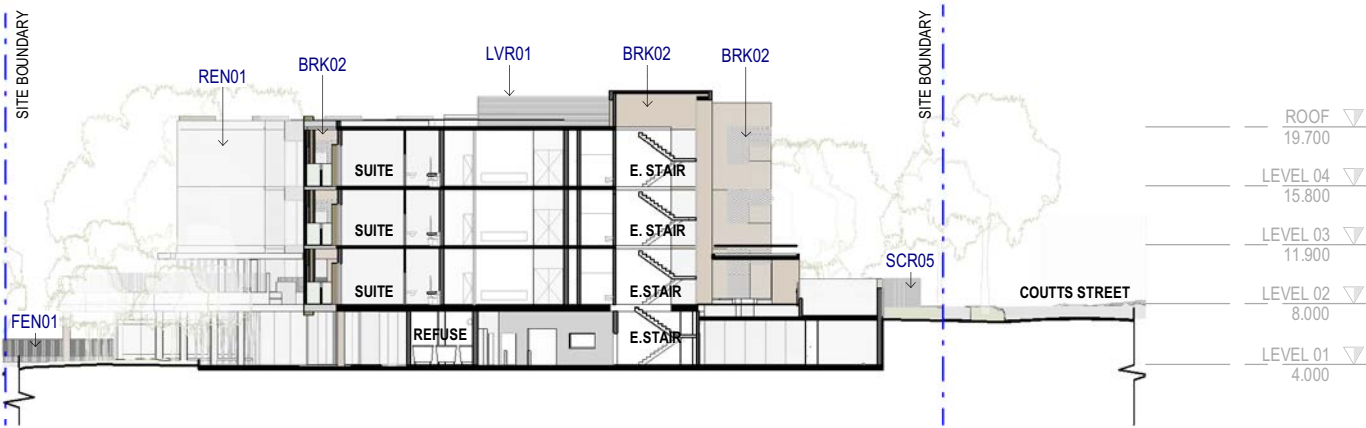 SITE BOUNDARY
REN01
BRK02
LVR01
BRK02
BRK02
SITE BOUNDARY
ROOF
19.700
SUITE
E. STAIR
LEVEL 04
15.800
SUITE
E. STAIR
LEVEL 03
11.900
SCR05
SUITE
E.STAIR
COUTTS STREET
LEVEL 02
8.000
FEN01
REFUSE
E.STAIR
LEVEL 01
4.000